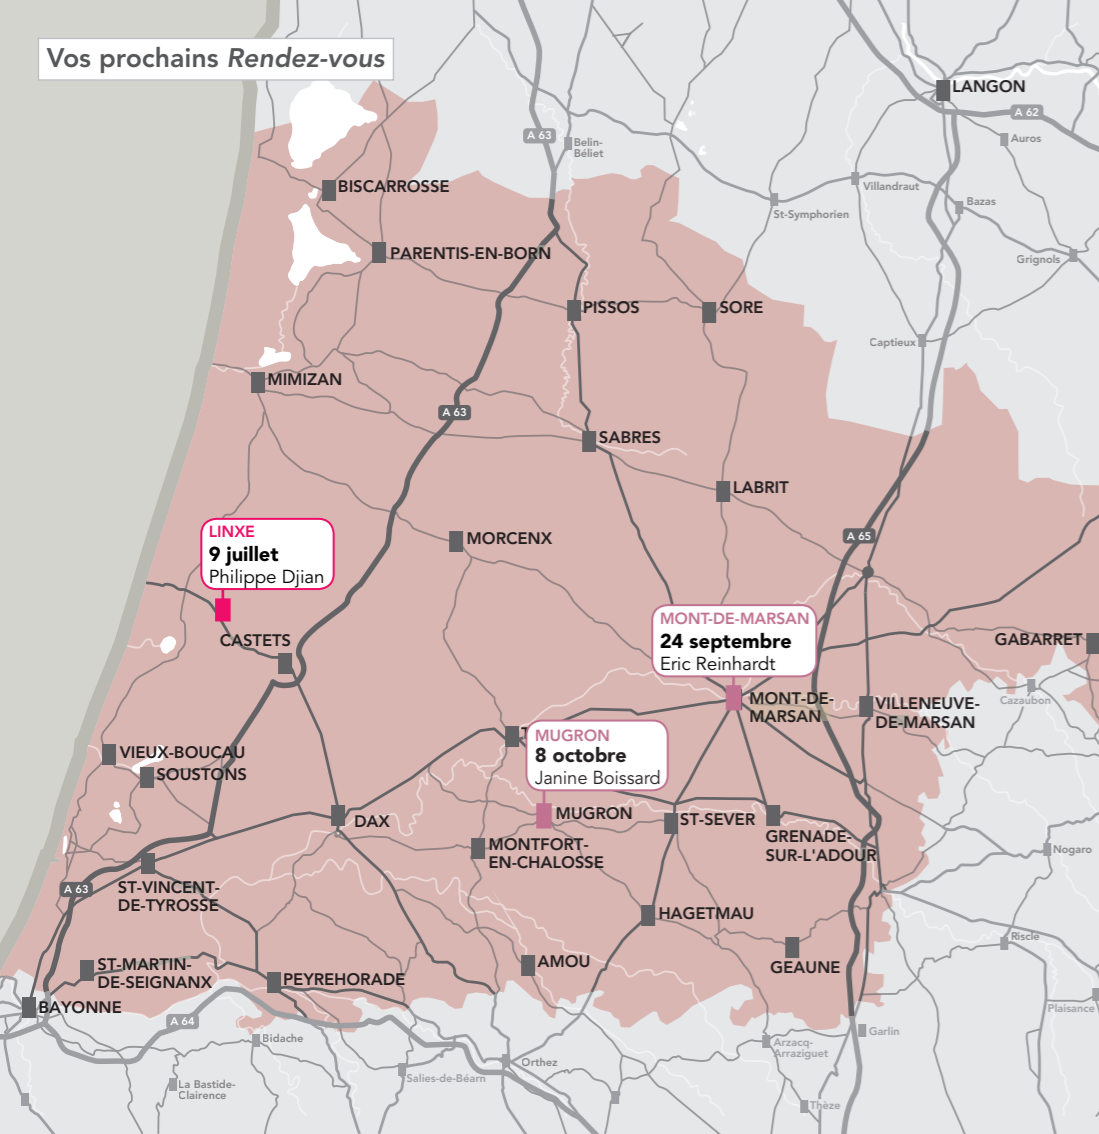 Vos prochains Rendez-vous
LANGON
A 62
A 63
Belin-
Béliet
Auros
BISCARROSSE
Villandraut
Bazas
St-Symphorien
PARENTIS-EN-BORN
Grignols
PISSOS
SORE
Captieux
MIMIZAN
A 63
SABRES
LABRIT
LINXE
9 juillet
Philippe Djian
MORCENX
A 65
CASTETS
MONT-DE-MARSAN
24 septembre
Eric Reinhardt
GABARRET
MONT-DE-
MARSAN
VILLENEUVE-
DE-MARSAN
Cazaubon
VIEUX-BOUCAU
SOUSTONS
MUGRON
8 octobre
Janine Boissard
DAX
MUGRON
ST-SEVER
GRENADE-
SUR-L'ADOUR
MONTFORT-
EN-CHALOSSE
Nogaro
A 63
ST-VINCENT-
DE-TYROSSE
HAGETMAU
Riscle
GEAUNE
AMOU
ST-MARTIN-
DE-SEIGNANX
PEYREHORADE
BAYONNE
Plaisance
A 64
Bidache
Garlin
Arzacq-
Arraziguet
Orthez
Salies-de-Béarn
La Bastide-
Clairence
Thèze